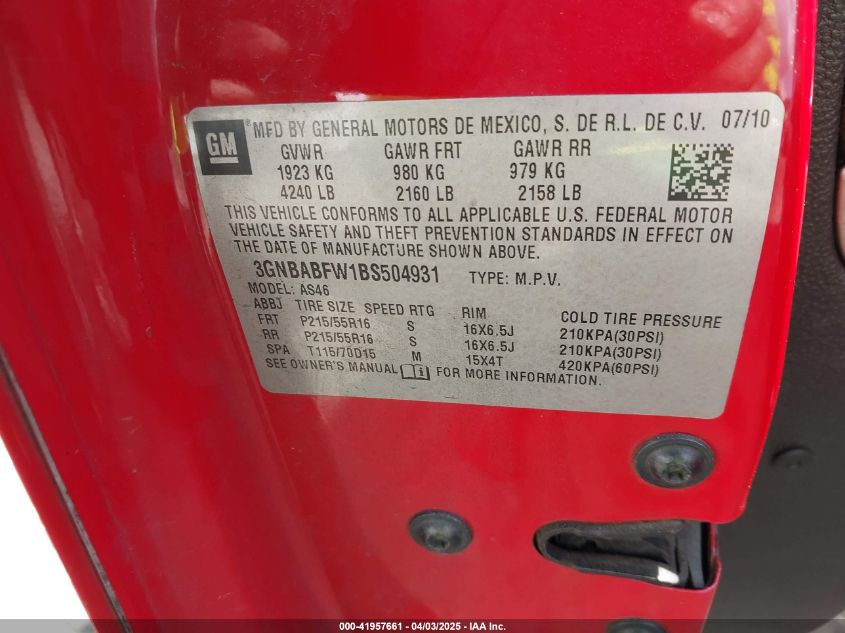 GM
® MFD BY GENERAL MOTORS DE MEXICO, S. DE R.L. DE C.V. 07/10
GVWR GAWR FRT GAWR RR
1923 KG 980 KG 979 KG
4240 LB 2160 LB 2158 LB
THIS VEHICLE CONFORMS TO ALL APPLICABLE U.S. FEDERAL MOTOR
VEHICLE SAFETY AND THEFT PREVENTION STANDARDS IN EFFECT ON
THE DATE OF MANUFACTURE SHOWN ABOVE.
3GNBABFW1BS504931 TYPE: M.P.V.
MODEL: AS46
ABBJ TIRE SIZE SPEED RTG RIM COLD TIRE PRESSURE
FRT P215/55R16 S 16X6.5J 210KPA(30PSI)
RR P215/55R16 S 16X6.5J 210KPA(30PSI)
SPA T115/70D15 M 15X4T 420KPA(60PSI)
SEE OWNER'S MANUAL FOR MORE INFORMATION.
000-41957661 - 04/03/2025 - IAA Inc.